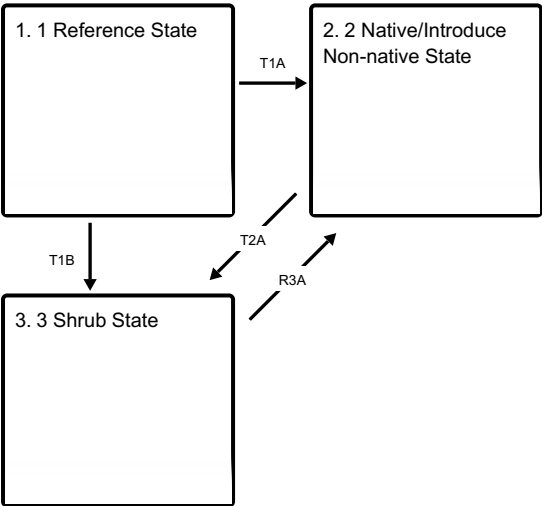 1. 1 Reference State
2. 2 Native/Introduce
Non-native State
T1A
T2A
T1B
R3A
3. 3 Shrub State